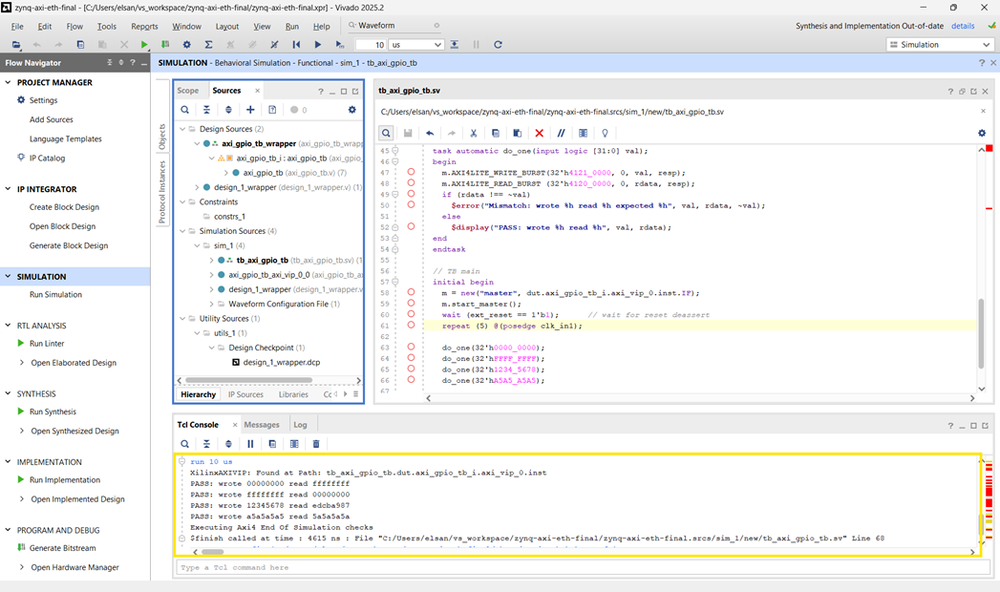 zynq-axi-eth-final - [C:/Users/elsan/vs_workspace/zynq-axi-eth-final/zynq-axi-eth-final.xpr] - Vivado 2025.2
File Edit Flow Tools Reports Window Layout View Run Help Waveform
Synthesis and Implementation Out-of-date details
10 us
Simulation
Flow Navigator
SIMULATION - Behavioral Simulation - Functional - sim_1 - tb_axi_gpio_tb
PROJECT MANAGER
Settings
Add Sources
Language Templates
IP Catalog
IP INTEGRATOR
Create Block Design
Open Block Design
Generate Block Design
SIMULATION
Run Simulation
RTL ANALYSIS
Run Linter
Open Elaborated Design
SYNTHESIS
Run Synthesis
Open Synthesized Design
IMPLEMENTATION
Run Implementation
Open Implemented Design
PROGRAM AND DEBUG
Generate Bitstream
Open Hardware Manager
Objects
Protocol Instances
Scope Sources
0
Design Sources (2)
axi_gpio_tb_wrapper (axi_gpio_tb_wrapp
axi_gpio_tb_i : axi_gpio_tb (axi_gpio_
axi_gpio_tb (axi_gpio_tb.v) (7)
design_1_wrapper (design_1_wrapper.v) (1)
Constraints
constrs_1
Simulation Sources (4)
sim_1 (4)
tb_axi_gpio_tb (tb_axi_gpio_tb.sv) (1
axi_gpio_tb_axi_vip_0_0 (axi_gpio_tb_ax
design_1_wrapper (design_1_wrapper.v
Waveform Configuration File (1)
Utility Sources (1)
utils_1 (1)
Design Checkpoint (1)
design_1_wrapper.dcp
Hierarchy IP Sources Libraries Co
tb_axi_gpio_tb.sv
C:/Users/elsan/vs_workspace/zynq-axi-eth-final/zynq-axi-eth-final.srcs/sim_1/new/tb_axi_gpio_tb.sv
45 task automatic do_one(input logic [31:0] val);
46 begin
47 m.AXI4LITE_WRITE_BURST(32'h4121_0000, 0, val, resp);
48 m.AXI4LITE_READ_BURST (32'h4120_0000, 0, rdata, resp);
49 if (rdata !== ~val)
50 $error("Mismatch: wrote %h read %h expected %h", val, rdata, ~val);
51 else
52 $display("PASS: wrote %h read %h", val, rdata);
53 end
54 endtask
55
56 // TB main
57 initial begin
58 m = new("master", dut.axi_gpio_tb_i.axi_vip_0.inst.IF);
59 m.start_master();
60 wait (ext_reset == 1'b1); // wait for reset deassert
61 repeat (5) @(posedge clk_in1);
62
63 do_one(32'h0000_0000);
64 do_one(32'hFFFF_FFFF);
65 do_one(32'h1234_5678);
66 do_one(32'hA5A5_A5A5);
67
Tcl Console Messages Log
run 10 us
XilinxAXIVIP: Found at Path: tb_axi_gpio_tb.dut.axi_gpio_tb_i.axi_vip_0.inst
PASS: wrote 00000000 read ffffffff
PASS: wrote ffffffff read 00000000
PASS: wrote 12345678 read edcba987
PASS: wrote a5a5a5a5 read 5a5a5a5a
Executing Axi4 End Of Simulation checks
$finish called at time : 4615 ns : File "C:/Users/elsan/vs_workspace/zynq-axi-eth-final/zynq-axi-eth-final.srcs/sim_1/new/tb_axi_gpio_tb.sv" Line 68
Type a Tcl command here